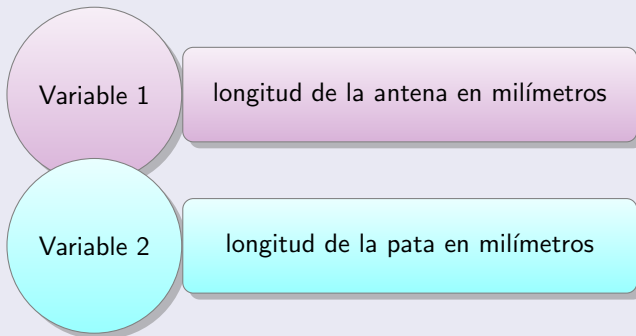 Variable 1
longitud de la antena en milímetros
Variable 2
longitud de la pata en milímetros